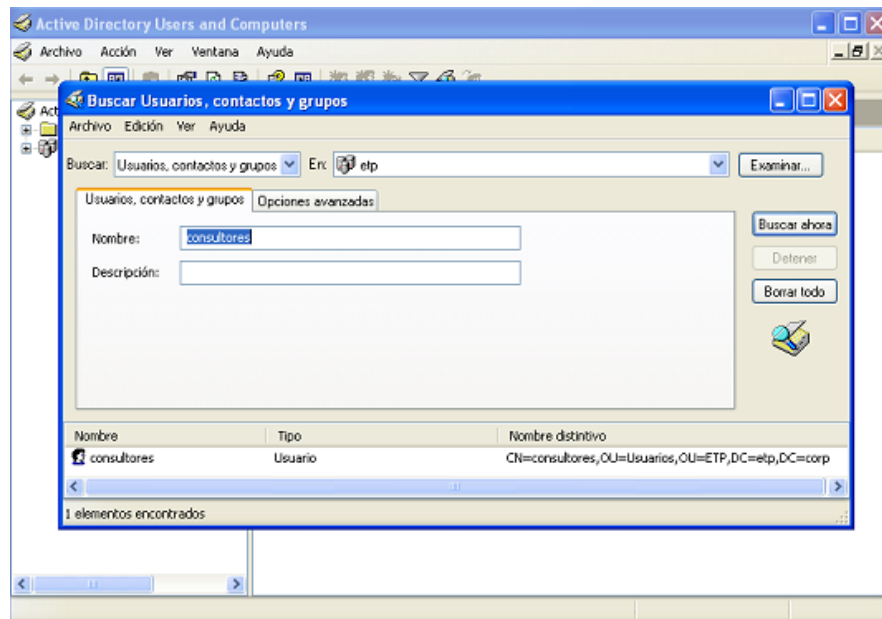 Active Directory Users and Computers
Archivo Acción Ver Ventana Ayuda
Act
Buscar Usuarios, contactos y grupos
Archivo Edición Ver Ayuda
Buscar: Usuarios, contactos y grupos En: etp Examinar...
Usuarios, contactos y grupos Opciones avanzadas
Nombre: consultores
Descripción:
Buscar ahora
Detener
Borrar todo
Nombre Tipo Nombre distintivo
consultores Usuario CN=consultores,OU=Usuarios,OU=ETP,DC=etp,DC=corp
1 elementos encontrados